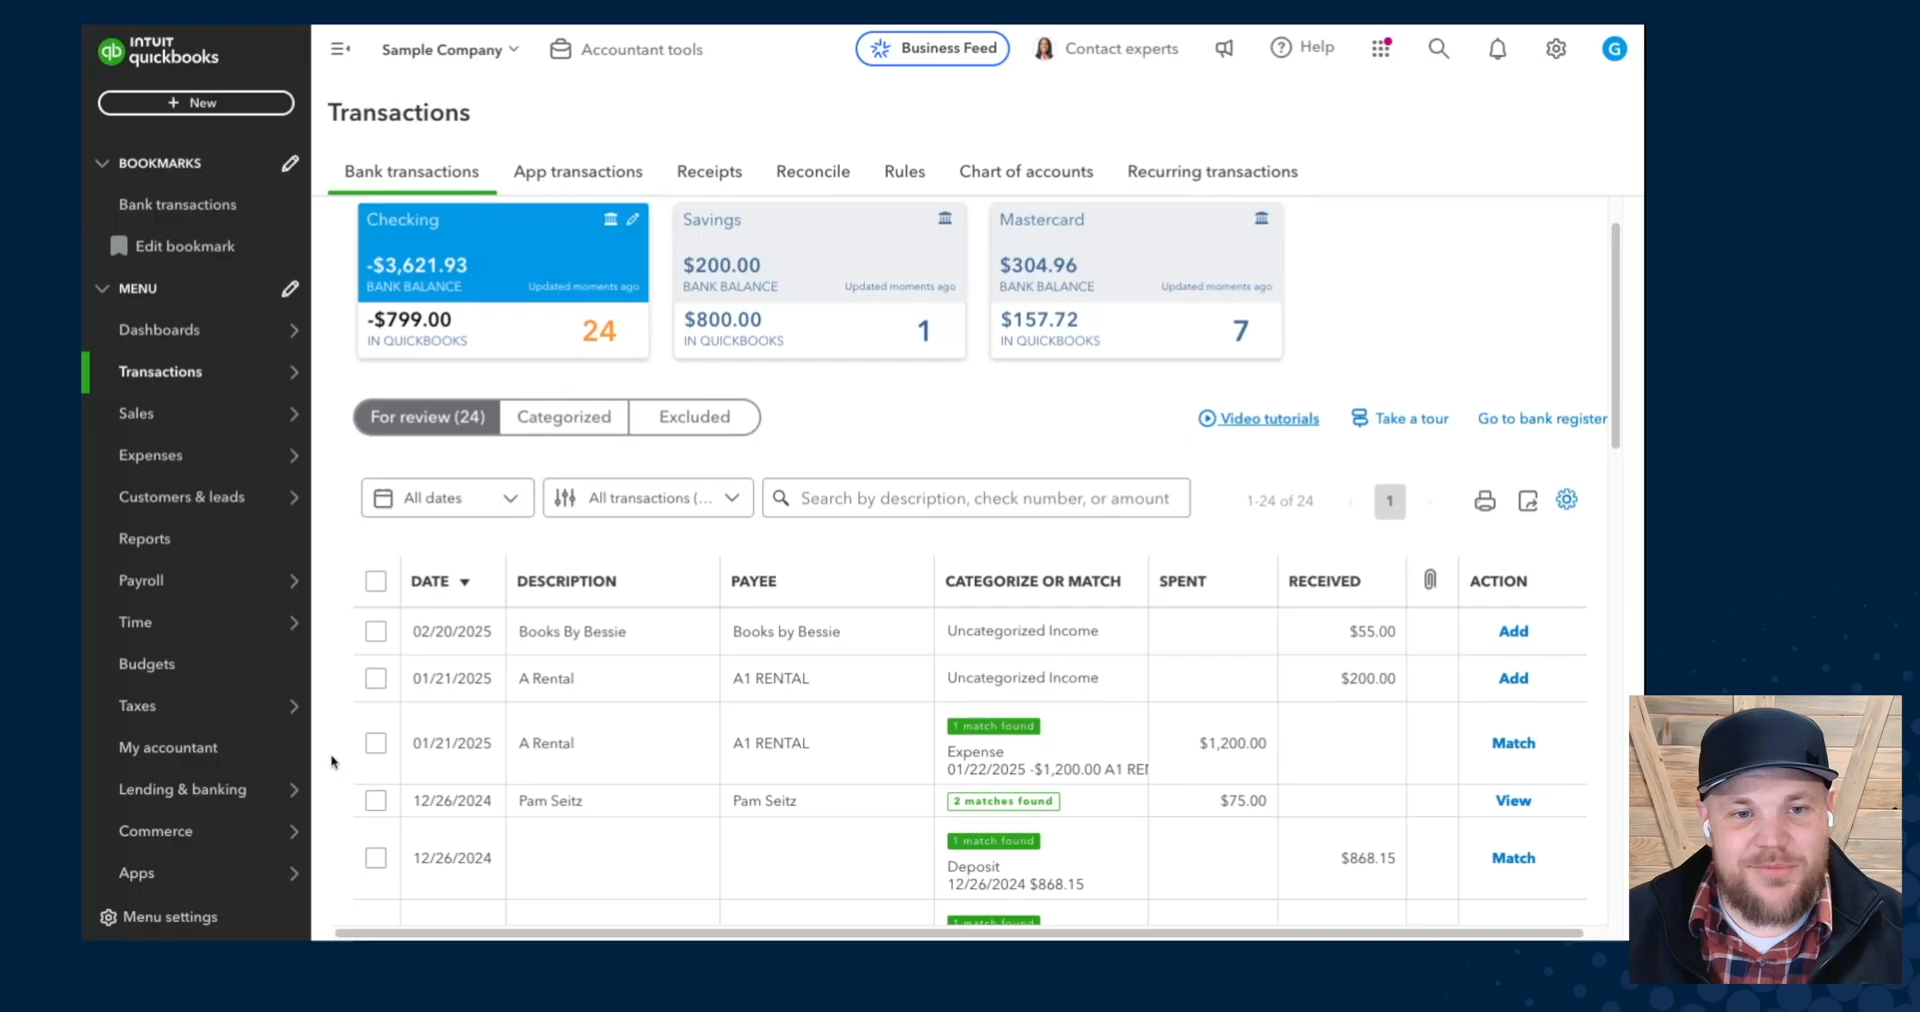 INTUIT
qb quickbooks
+ New
BOOKMARKS
Bank transactions
Edit bookmark
MENU
Dashboards
Transactions
Sales
Expenses
Customers & leads
Reports
Payroll
Time
Budgets
Taxes
My accountant
Lending & banking
Commerce
Apps
Menu settings
Sample Company
Accountant tools
Business Feed
Contact experts
Help
G
Transactions
Bank transactions App transactions Receipts Reconcile Rules Chart of accounts Recurring transactions
Checking
-$3,621.93
BANK BALANCE Updated moments ago
-$799.00
IN QUICKBOOKS
24
Savings
$200.00
BANK BALANCE Updated moments ago
$800.00
IN QUICKBOOKS
1
Mastercard
$304.96
BANK BALANCE Updated moments ago
$157.72
IN QUICKBOOKS
7
For review (24) Categorized Excluded
Video tutorials Take a tour Go to bank register
All dates All transactions (... Search by description, check number, or amount 1-24 of 24 1
DATE DESCRIPTION PAYEE CATEGORIZE OR MATCH SPENT RECEIVED ACTION
02/20/2025 Books By Bessie Books by Bessie Uncategorized Income $55.00 Add
01/21/2025 A Rental A1 RENTAL Uncategorized Income $200.00 Add
1 match found
01/21/2025 A Rental A1 RENTAL Expense $1,200.00 Match
01/22/2025 -$1,200.00 A1 REN
12/26/2024 Pam Seitz Pam Seitz 2 matches found $75.00 View
1 match found
12/26/2024 Deposit $868.15 Match
12/26/2024 $868.15
1 match found